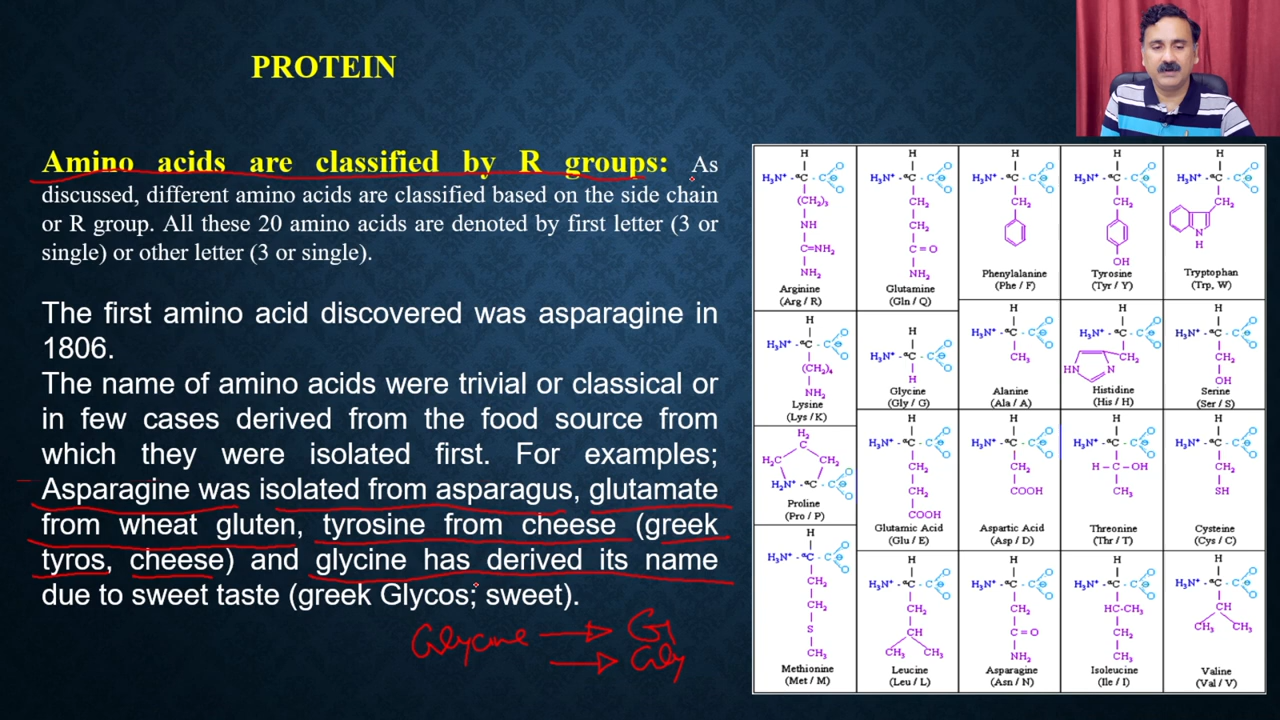 PROTEIN
Amino acids are classified by R groups: As
discussed, different amino acids are classified based on the side chain
or R group. All these 20 amino acids are denoted by first letter (3 or
single) or other letter (3 or single).
The first amino acid discovered was asparagine in
1806.
The name of amino acids were trivial or classical or
in few cases derived from the food source from
which they were isolated first. For examples;
Asparagine was isolated from asparagus, glutamate
from wheat gluten, tyrosine from cheese (greek
tyros, cheese) and glycine has derived its name
due to sweet taste (greek Glycos; sweet).
Glycine → G
→ Gly
Arginine
(Arg / R)
Glutamine
(Gln / Q)
Phenylalanine
(Phe / F)
Tyrosine
(Tyr / Y)
Tryptophan
(Trp, W)
Lysine
(Lys / K)
Glycine
(Gly / G)
Alanine
(Ala / A)
Histidine
(His / H)
Serine
(Ser / S)
Proline
(Pro / P)
Glutamic Acid
(Glu / E)
Aspartic Acid
(Asp / D)
Threonine
(Thr / T)
Cysteine
(Cys / C)
Methionine
(Met / M)
Leucine
(Leu / L)
Asparagine
(Asn / N)
Isoleucine
(Ile / I)
Valine
(Val / V)